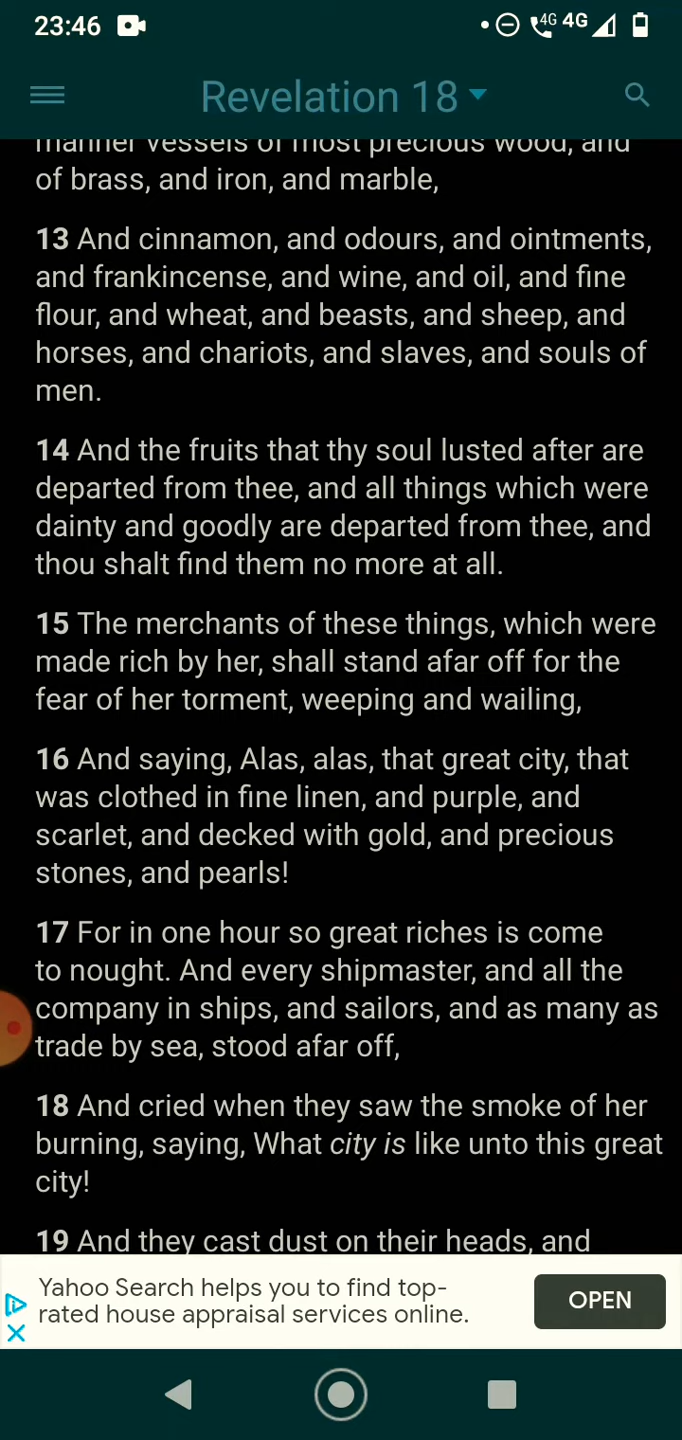 23:46
4G 4G
Revelation 18
manner vessels of most precious wood, and
of brass, and iron, and marble,
13 And cinnamon, and odours, and ointments,
and frankincense, and wine, and oil, and fine
flour, and wheat, and beasts, and sheep, and
horses, and chariots, and slaves, and souls of
men.
14 And the fruits that thy soul lusted after are
departed from thee, and all things which were
dainty and goodly are departed from thee, and
thou shalt find them no more at all.
15 The merchants of these things, which were
made rich by her, shall stand afar off for the
fear of her torment, weeping and wailing,
16 And saying, Alas, alas, that great city, that
was clothed in fine linen, and purple, and
scarlet, and decked with gold, and precious
stones, and pearls!
17 For in one hour so great riches is come
to nought. And every shipmaster, and all the
company in ships, and sailors, and as many as
trade by sea, stood afar off,
18 And cried when they saw the smoke of her
burning, saying, What city is like unto this great
city!
19 And they cast dust on their heads, and
Yahoo Search helps you to find top-
rated house appraisal services online.
OPEN